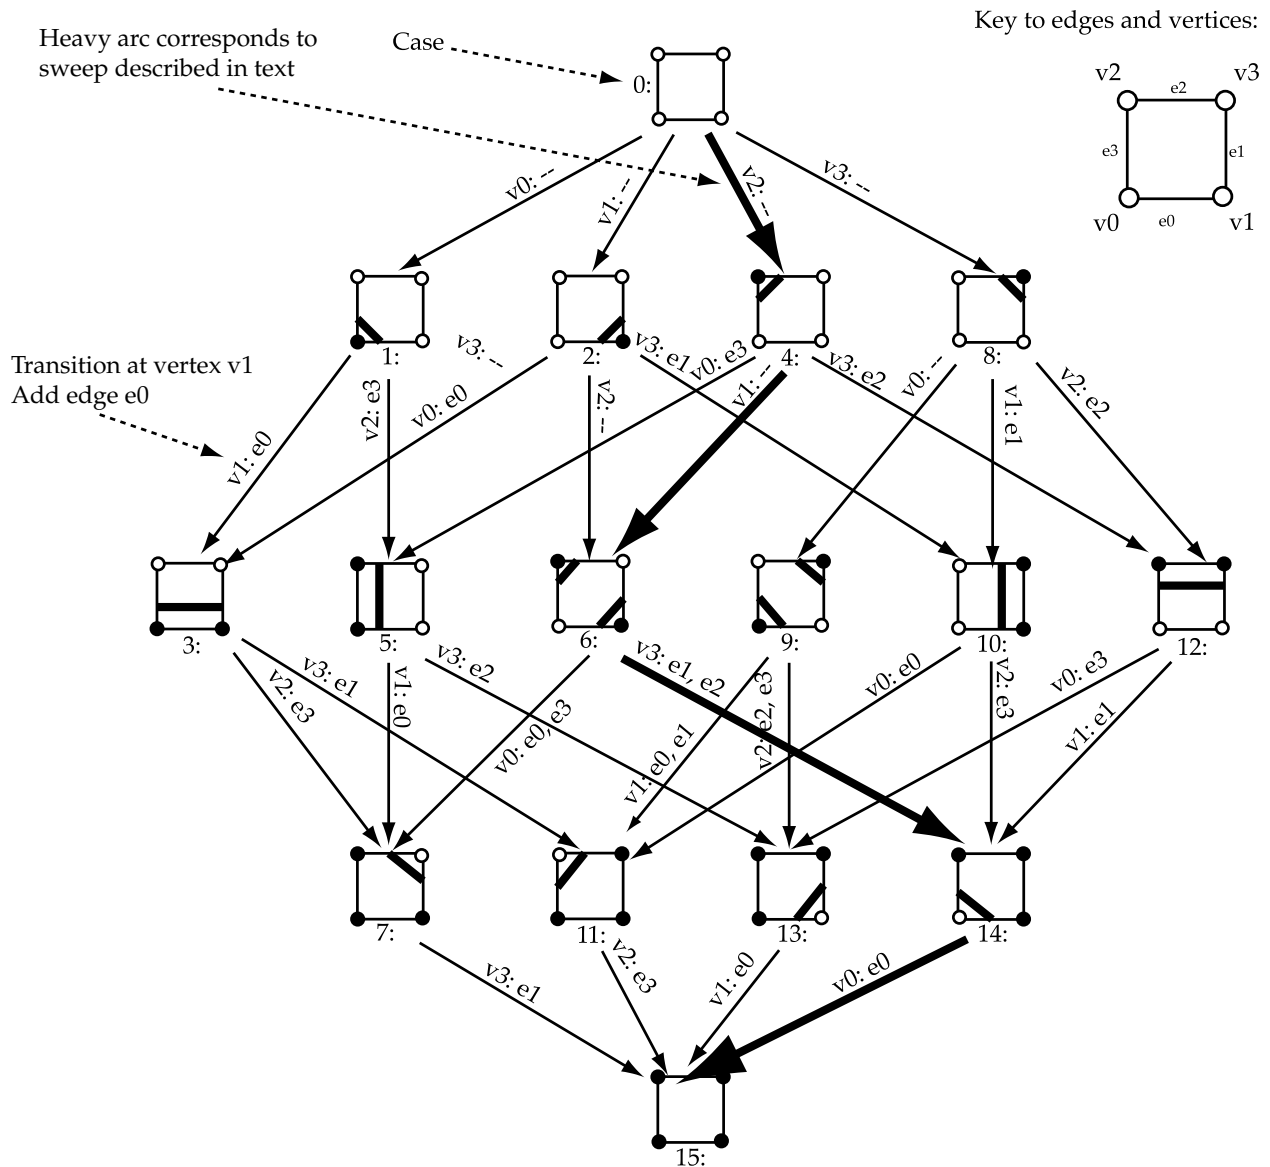 Key to edges and vertices:
Heavy arc corresponds to
sweep described in text
Case
0:
v2
v3
e2
e3
e1
v0
v1
e0
v0: --
v1: --
v2: --
v3: --
1:
2:
4:
8:
Transition at vertex v1
Add edge e0
v1: e0
v2: e3
v3: --
v0: e0
v2: --
v3: e1
v0: e3
v1: --
v3: e2
v0: --
v1: e1
v2: e2
3:
5:
6:
9:
10:
12:
v2: e3
v3: e1
v1: e0
v3: e2
v0: e0, e3
v3: e1, e2
v1: e0, e1
v2: e2, e3
v0: e0
v2: e3
v0: e3
v1: e1
7:
11:
13:
14:
v3: e1
v2: e3
v1: e0
v0: e0
15: